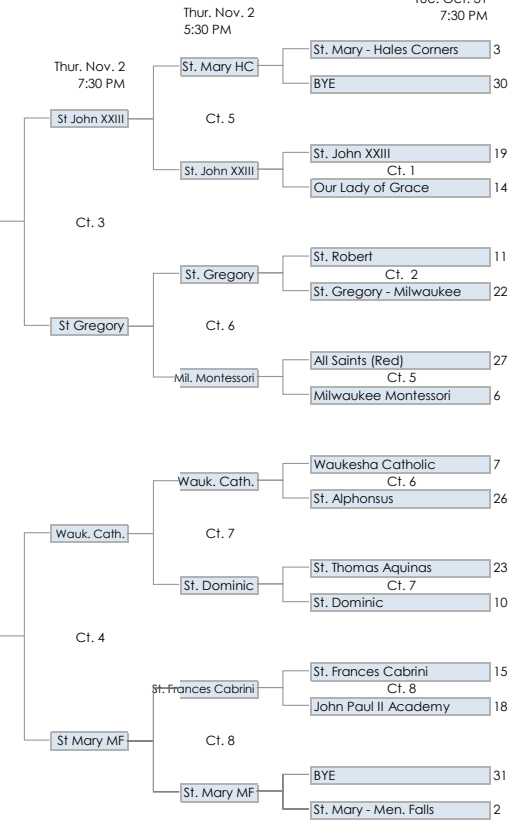 Tue. Oct. 31
7:30 PM
Thur. Nov. 2
5:30 PM
Thur. Nov. 2
7:30 PM
St. Mary - Hales Corners 3
St. Mary HC
BYE 30
St John XXIII
Ct. 5
St. John XXIII 19
St. John XXIII
Ct. 1
Our Lady of Grace 14
Ct. 3
St. Robert 11
St. Gregory
Ct. 2
St. Gregory - Milwaukee 22
St Gregory
Ct. 6
All Saints (Red) 27
Mil. Montessori
Ct. 5
Milwaukee Montessori 6
Waukesha Catholic 7
Wauk. Cath.
Ct. 6
St. Alphonsus 26
Wauk. Cath.
Ct. 7
St. Thomas Aquinas 23
St. Dominic
Ct. 7
St. Dominic 10
Ct. 4
St. Frances Cabrini 15
St. Frances Cabrini
Ct. 8
John Paul II Academy 18
St Mary MF
Ct. 8
BYE 31
St. Mary MF
St. Mary - Men. Falls 2